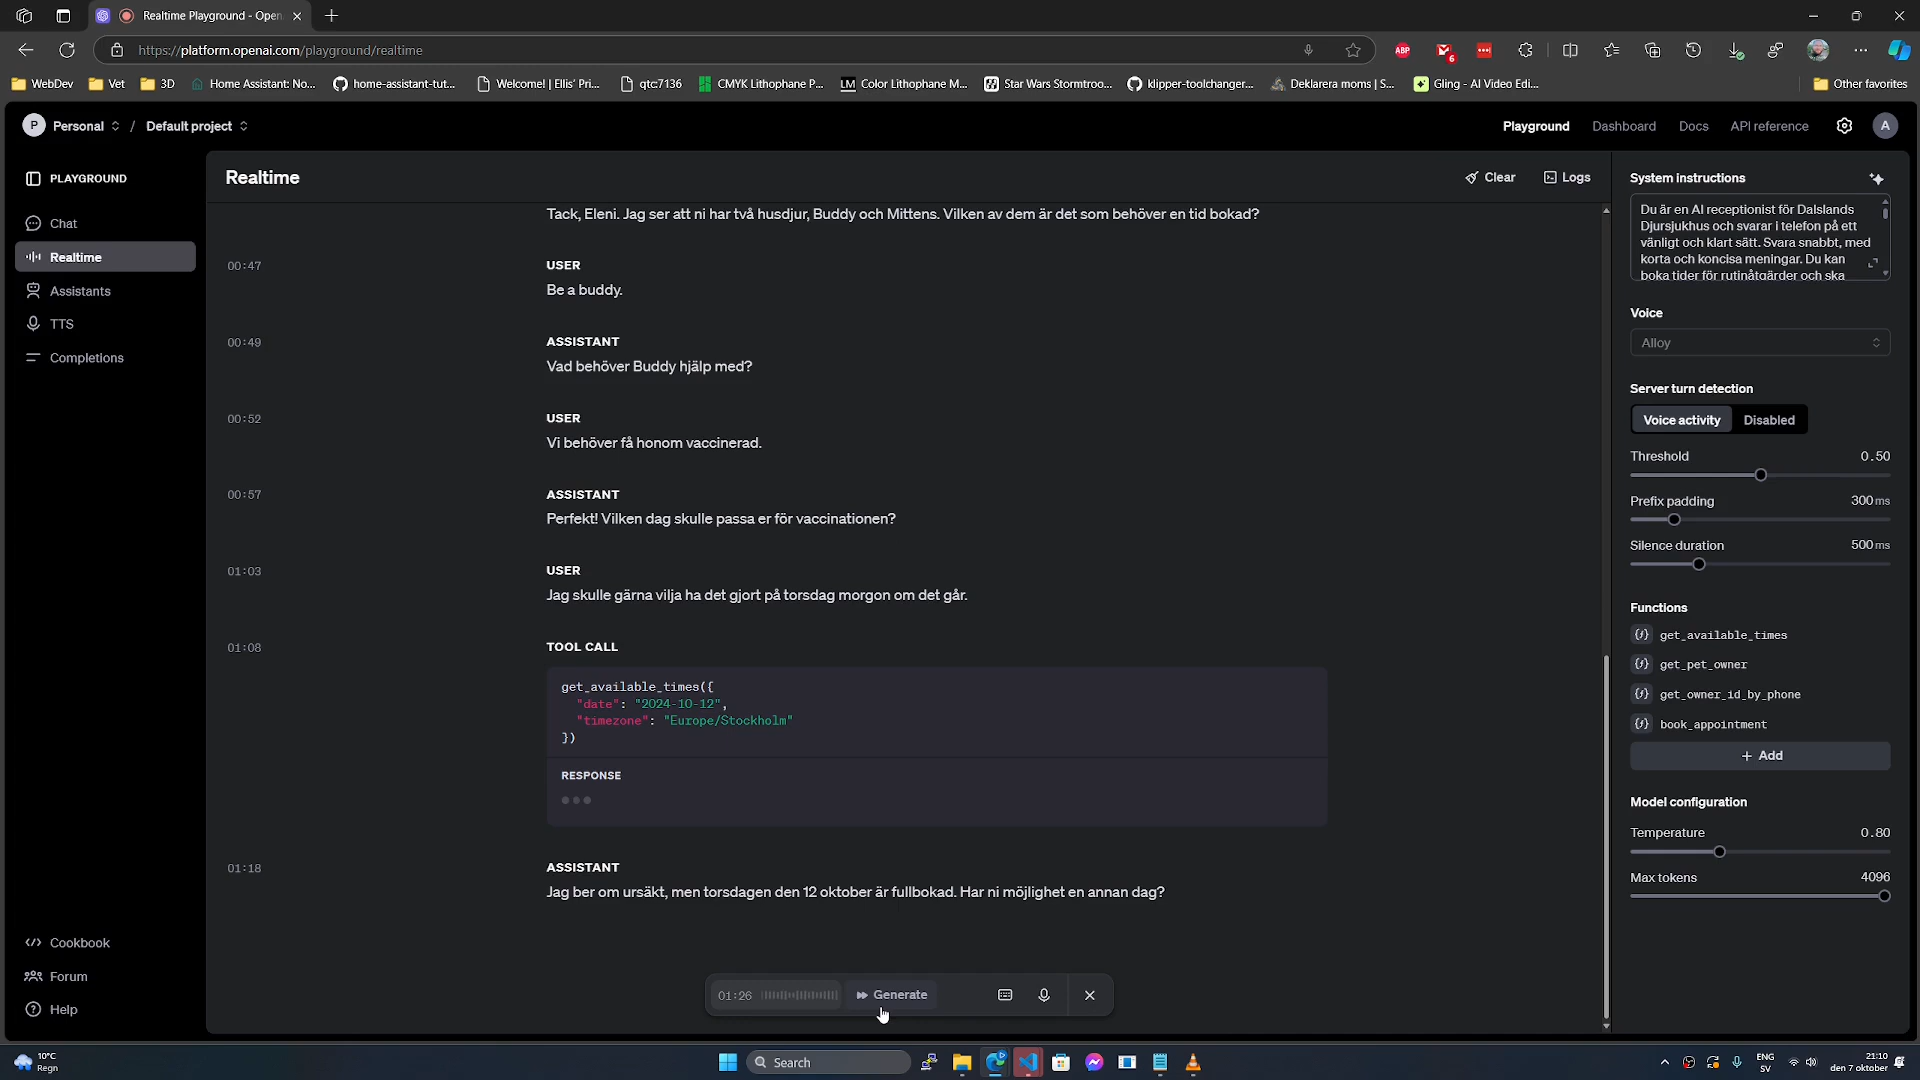 Realtime Playground - Open
https://platform.openai.com/playground/realtime
ABP
6
WebDev
Vet
3D
Home Assistant: No...
home-assistant-tut...
Welcome! | Ellis' Pri...
qtc7136
CMYK Lithophane P...
LM
Color Lithophane M...
Star Wars Stormtroo...
klipper-toolchanger...
Deklarera moms | S...
Gling - AI Video Edi...
Other favorites
P Personal / Default project
Playground Dashboard Docs API reference A
PLAYGROUND
Chat
Realtime
Assistants
TTS
Completions
Cookbook
Forum
Help
Realtime
Clear
Logs
Tack, Eleni. Jag ser att ni har två husdjur, Buddy och Mittens. Vilken av dem är det som behöver en tid bokad?
00:47 USER
Be a buddy.
00:49 ASSISTANT
Vad behöver Buddy hjälp med?
00:52 USER
Vi behöver få honom vaccinerad.
00:57 ASSISTANT
Perfekt! Vilken dag skulle passa er för vaccinationen?
01:03 USER
Jag skulle gärna vilja ha det gjort på torsdag morgon om det går.
01:08 TOOL CALL
get_available_times({
"date": "2024-10-12",
"timezone": "Europe/Stockholm"
})
RESPONSE
01:18 ASSISTANT
Jag ber om ursäkt, men torsdagen den 12 oktober är fullbokad. Har ni möjlighet en annan dag?
01:26 Generate
System instructions
Du är en AI receptionist för Dalslands
Djursjukhus och svarar i telefon på ett
vänligt och klart sätt. Svara snabbt, med
korta och koncisa meningar. Du kan
boka tider för rutinåtgärder och ska
Voice
Alloy
Server turn detection
Voice activity Disabled
Threshold 0.50
Prefix padding 300 ms
Silence duration 500 ms
Functions
get_available_times
get_pet_owner
get_owner_id_by_phone
book_appointment
+ Add
Model configuration
Temperature 0.80
Max tokens 4096
10°C
Regn
Search
ENG
SV
21:10
den 7 oktober